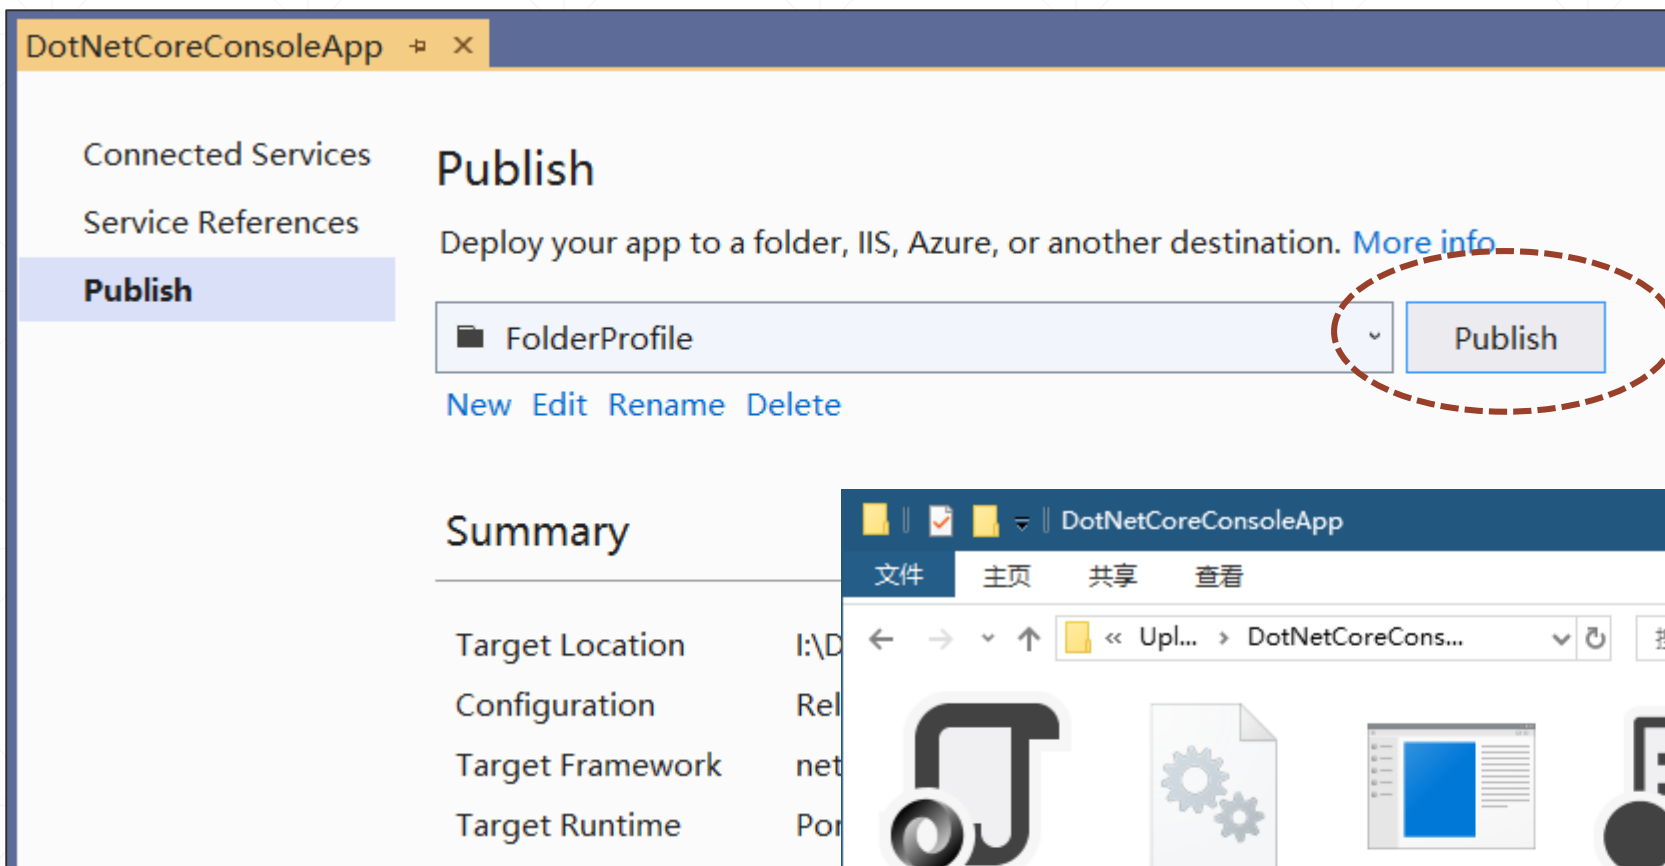 DotNetCoreConsoleApp
Connected Services
Service References
Publish
Publish
Deploy your app to a folder, IIS, Azure, or another destination. More info
FolderProfile
Publish
New Edit Rename Delete
Summary
Target Location I:\D
Configuration Rel
Target Framework net
Target Runtime Por
DotNetCoreConsoleApp
文件 主页 共享 查看
« Upl... › DotNetCoreCons...